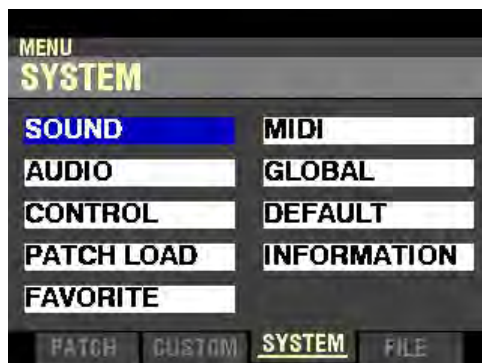 MENU
SYSTEM
SOUND
AUDIO
CONTROL
PATCH LOAD
FAVORITE
MIDI
GLOBAL
DEFAULT
INFORMATION
PATCH CUSTOM SYSTEM FILE